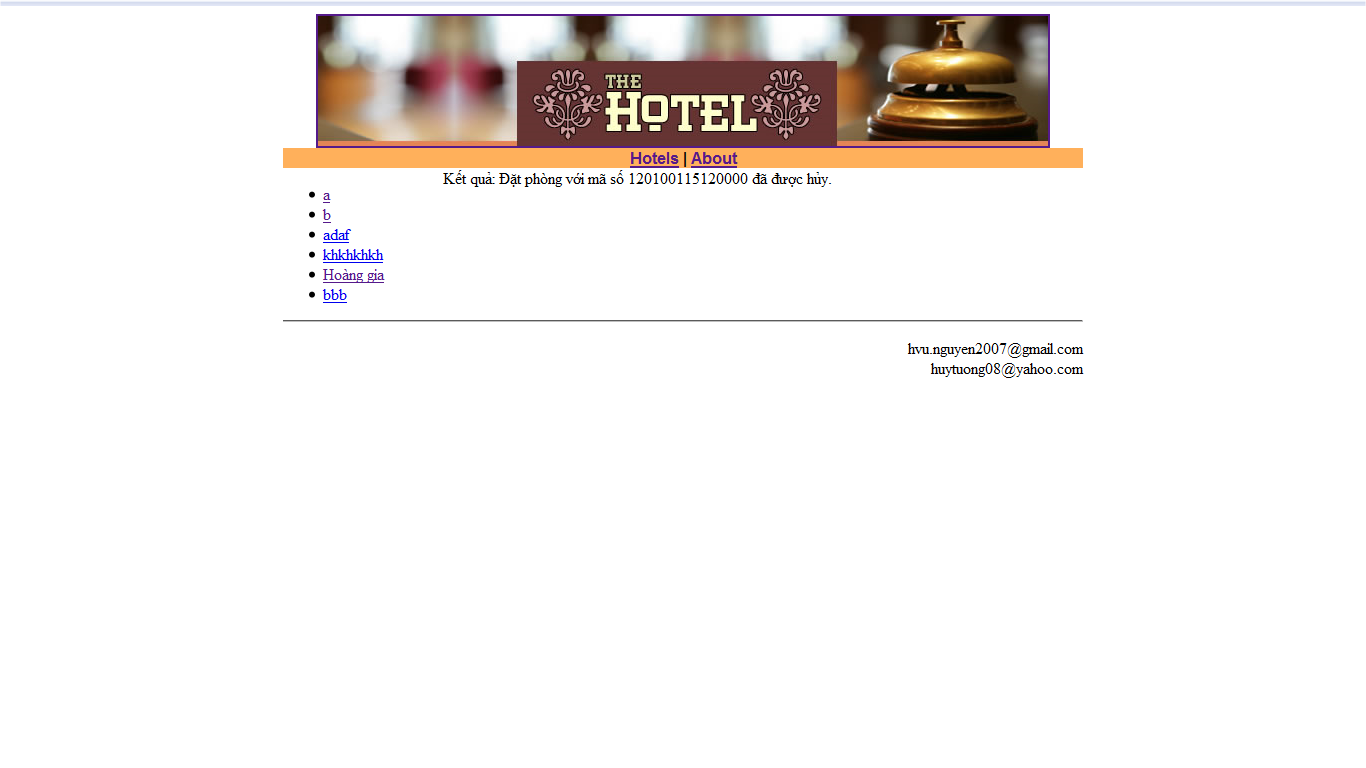 THE
HOTEL
Hotels | About
Kết quả: Đặt phòng với mã số 120100115120000 đã được hủy.
a
b
adaf
khkhkhkh
Hoàng gia
bbb
hvu.nguyen2007@gmail.com
huytuong08@yahoo.com